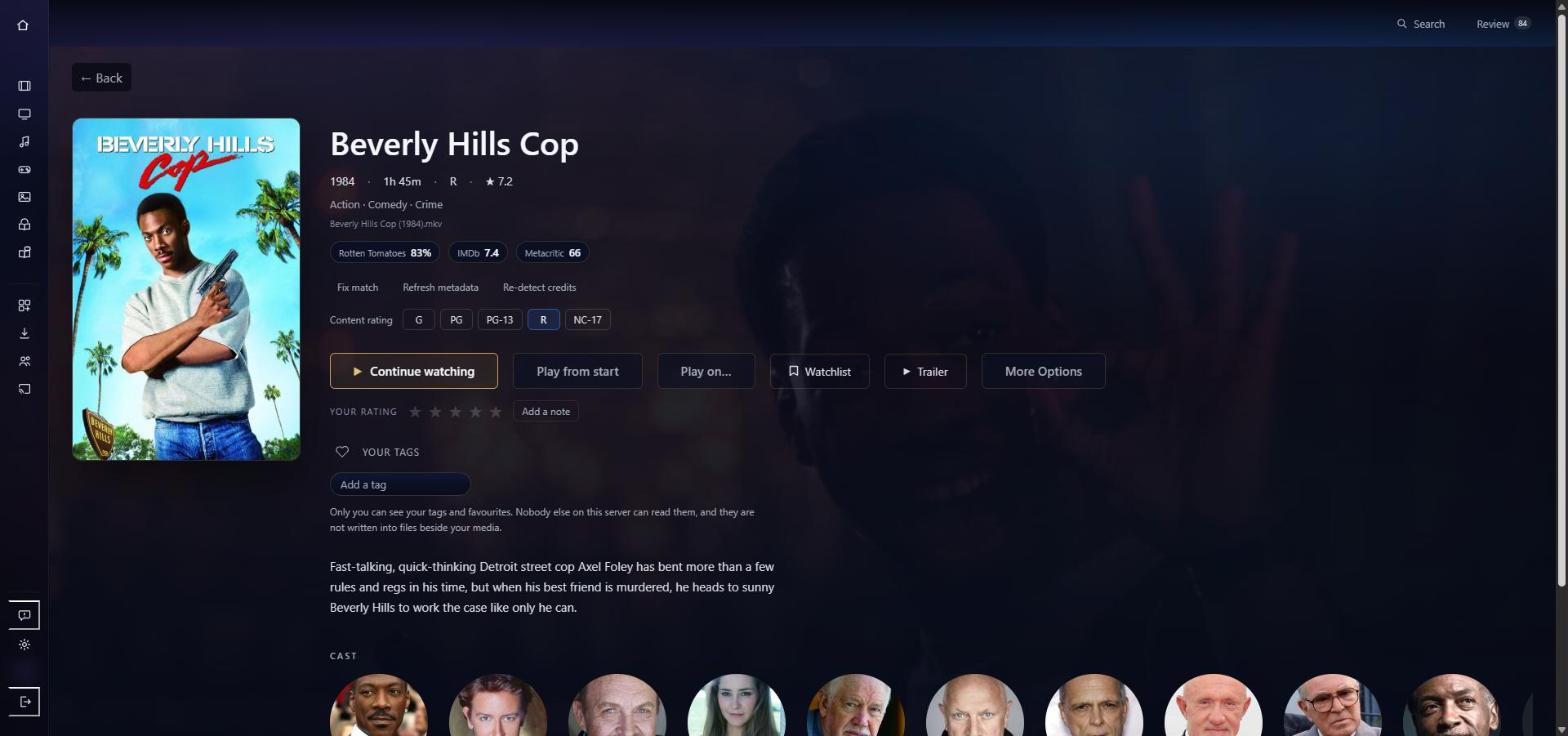 Search
Review 84
← Back
BEVERLY HILLS
Cop
BEVERLY
HILLS
Beverly Hills Cop
1984 · 1h 45m · R · ★ 7.2
Action · Comedy · Crime
Beverly Hills Cop (1984).mkv
Rotten Tomatoes 83% IMDb 7.4 Metacritic 66
Fix match Refresh metadata Re-detect credits
Content rating G PG PG-13 R NC-17
▶ Continue watching Play from start Play on... Watchlist ▶ Trailer More Options
YOUR RATING ★ ★ ★ ★ ★ Add a note
YOUR TAGS
Add a tag
Only you can see your tags and favourites. Nobody else on this server can read them, and they are
not written into files beside your media.
Fast-talking, quick-thinking Detroit street cop Axel Foley has bent more than a few
rules and regs in his time, but when his best friend is murdered, he heads to sunny
Beverly Hills to work the case like only he can.
CAST